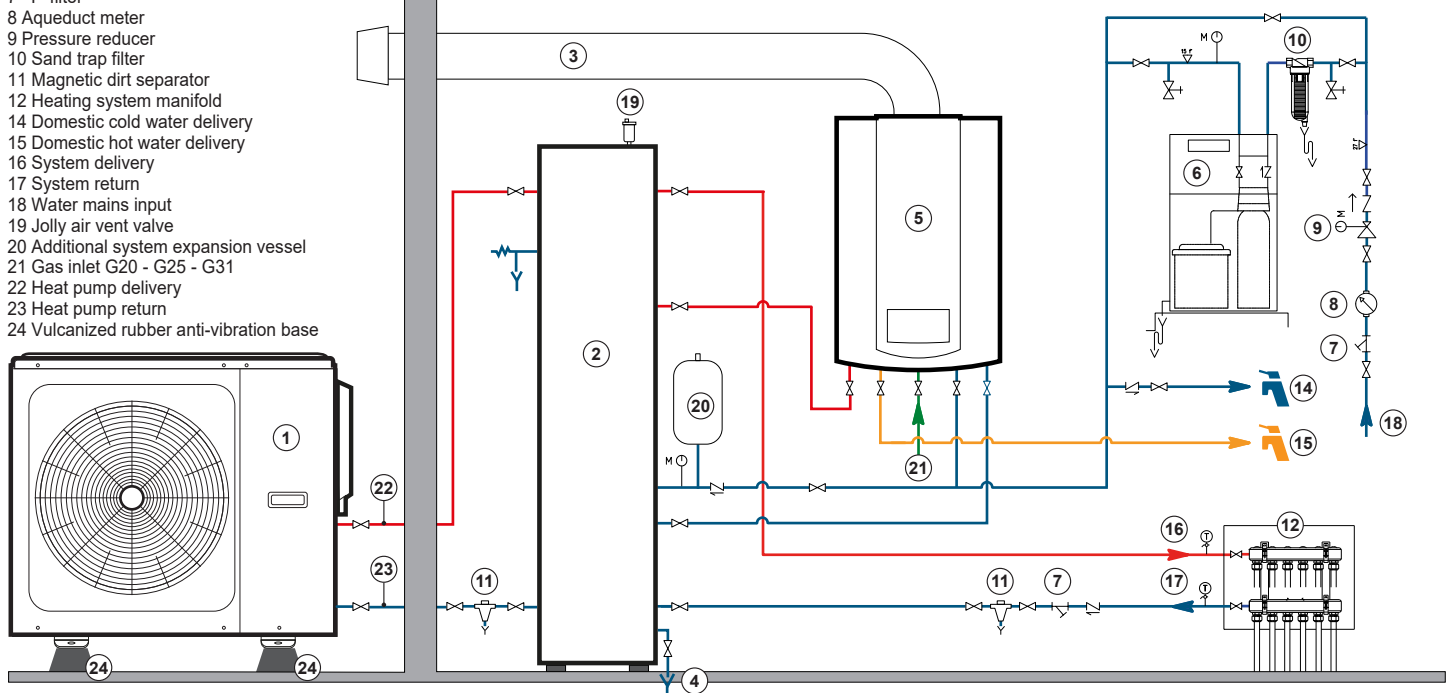 8 Aqueduct meter
9 Pressure reducer
10 Sand trap filter
11 Magnetic dirt separator
12 Heating system manifold
14 Domestic cold water delivery
15 Domestic hot water delivery
16 System delivery
17 System return
18 Water mains input
19 Jolly air vent valve
20 Additional system expansion vessel
21 Gas inlet G20 - G25 - G31
22 Heat pump delivery
23 Heat pump return
24 Vulcanized rubber anti-vibration base
3
19
M
15 F
10
6
5
M
9
2
8
7
20
14
1
18
15
M
21
22
16
T
12
23
11
11
7
17
T
24
24
4